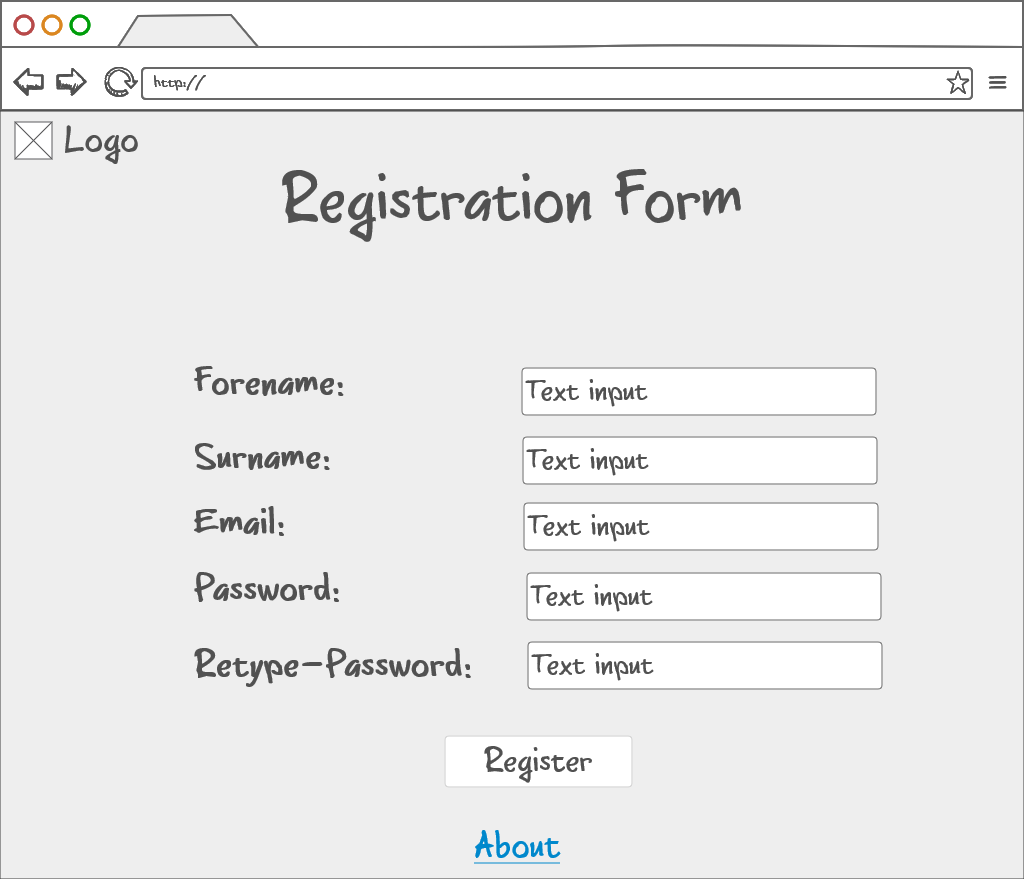 http://
Logo
Registration Form
Forename: Text input
Surname: Text input
Email: Text input
Password: Text input
Retype-Password: Text input
Register
About